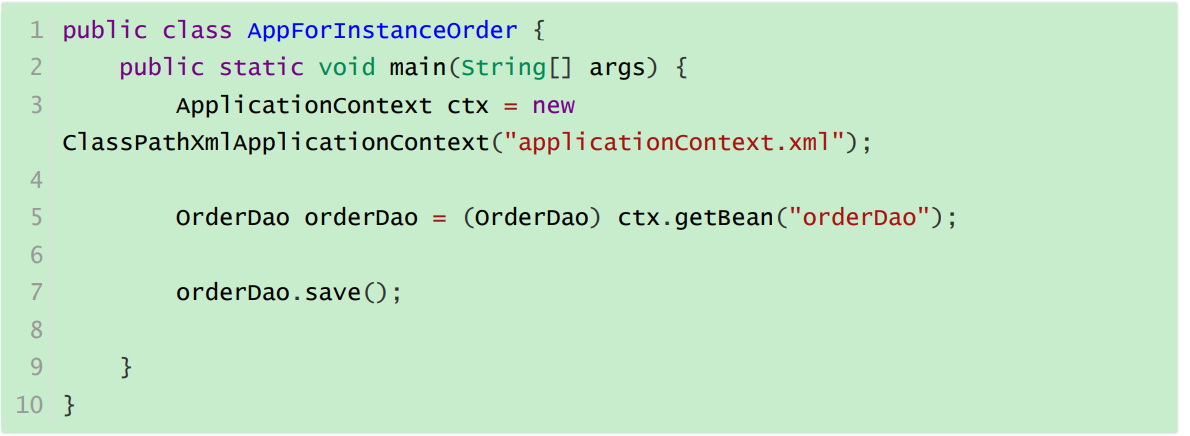 1 public class AppForInstanceOrder {
2     public static void main(String[] args) {
3         ApplicationContext ctx = new
ClassPathXmlApplicationContext("applicationContext.xml");
4
5         OrderDao orderDao = (OrderDao) ctx.getBean("orderDao");
6
7         orderDao.save();
8
9     }
10 }